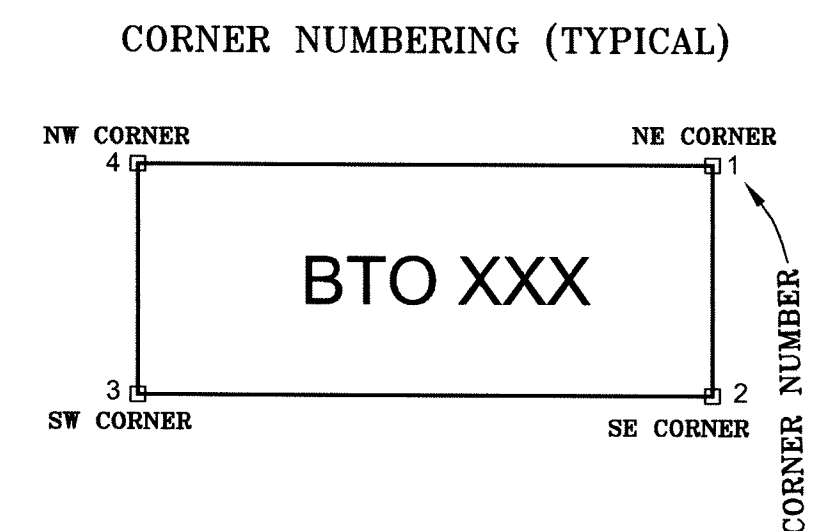 CORNER NUMBERING (TYPICAL)
NW CORNER
NE CORNER
4
1
BTO XXX
3
2
SW CORNER
SE CORNER
CORNER NUMBER